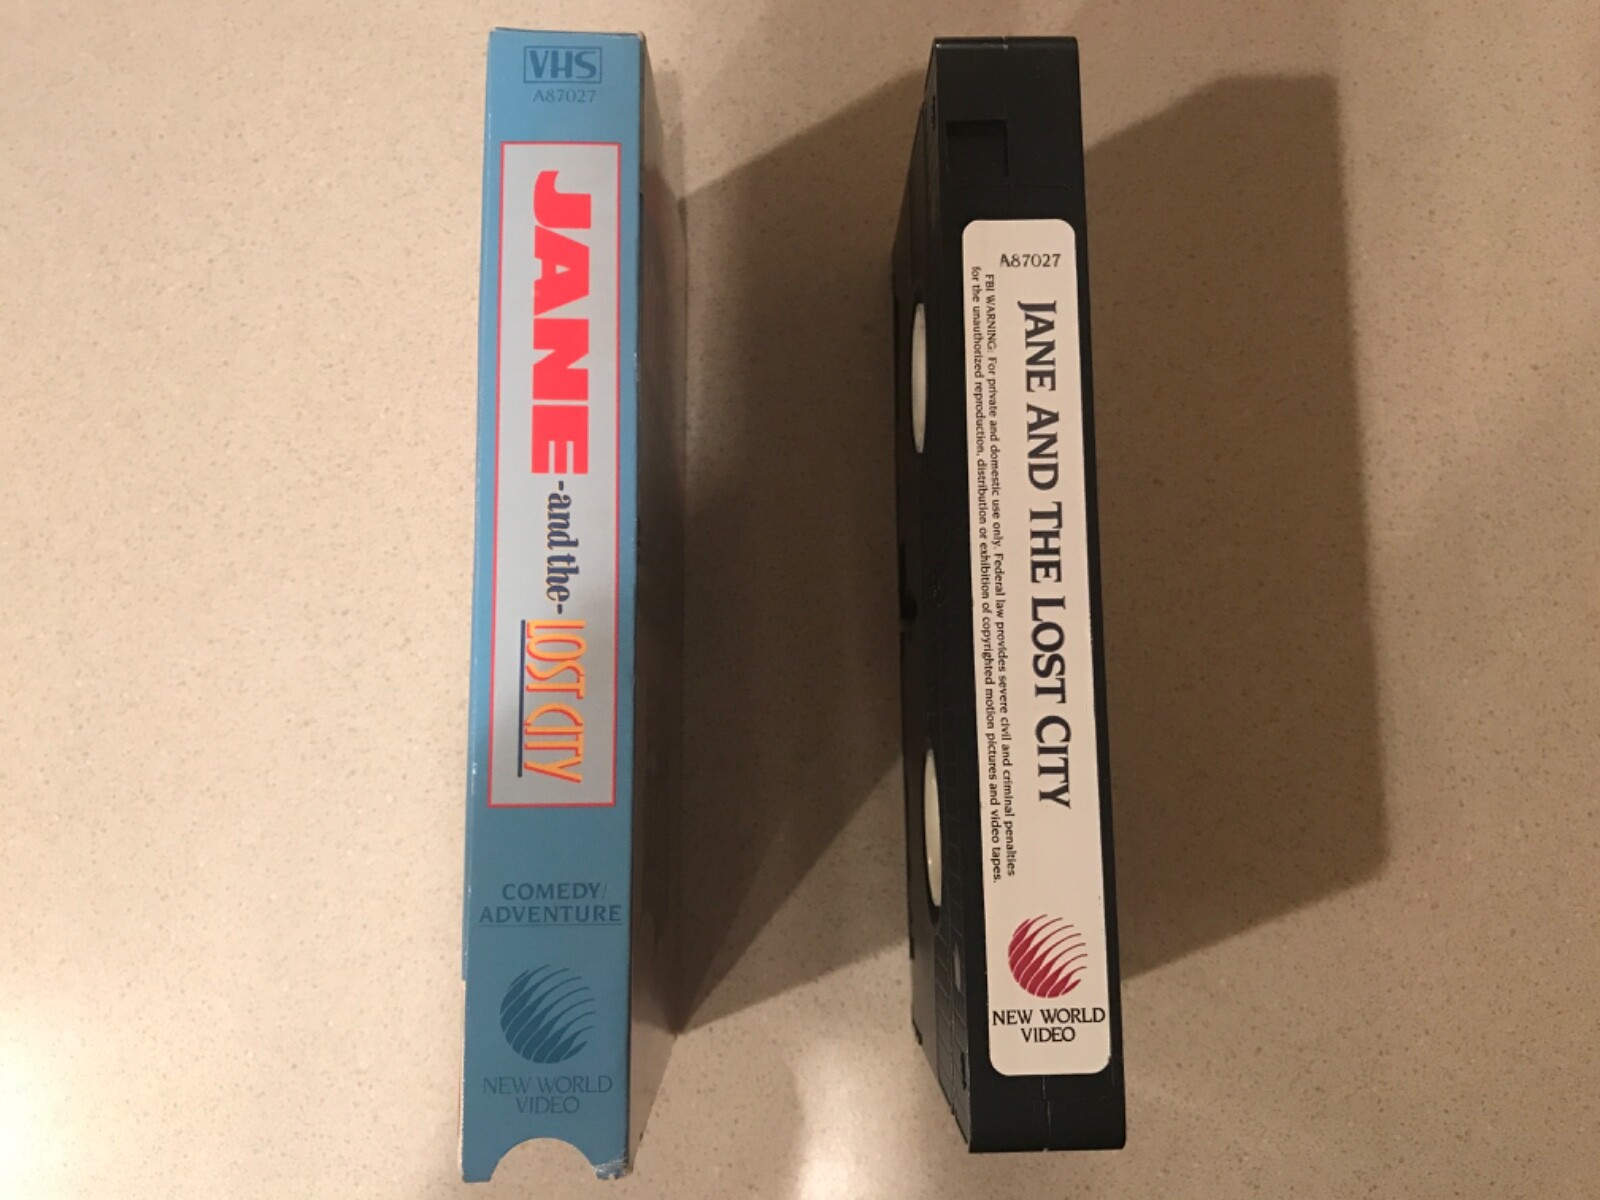 VHS
A87027
JANE -and the- LOST CITY
COMEDY/
ADVENTURE
NEW WORLD
VIDEO
A87027
JANE AND THE LOST CITY
FBI WARNING: For private and domestic use only. Federal law provides severe civil and criminal penalties
for the unauthorized reproduction, distribution or exhibition of copyrighted motion pictures and video tapes.
NEW WORLD
VIDEO